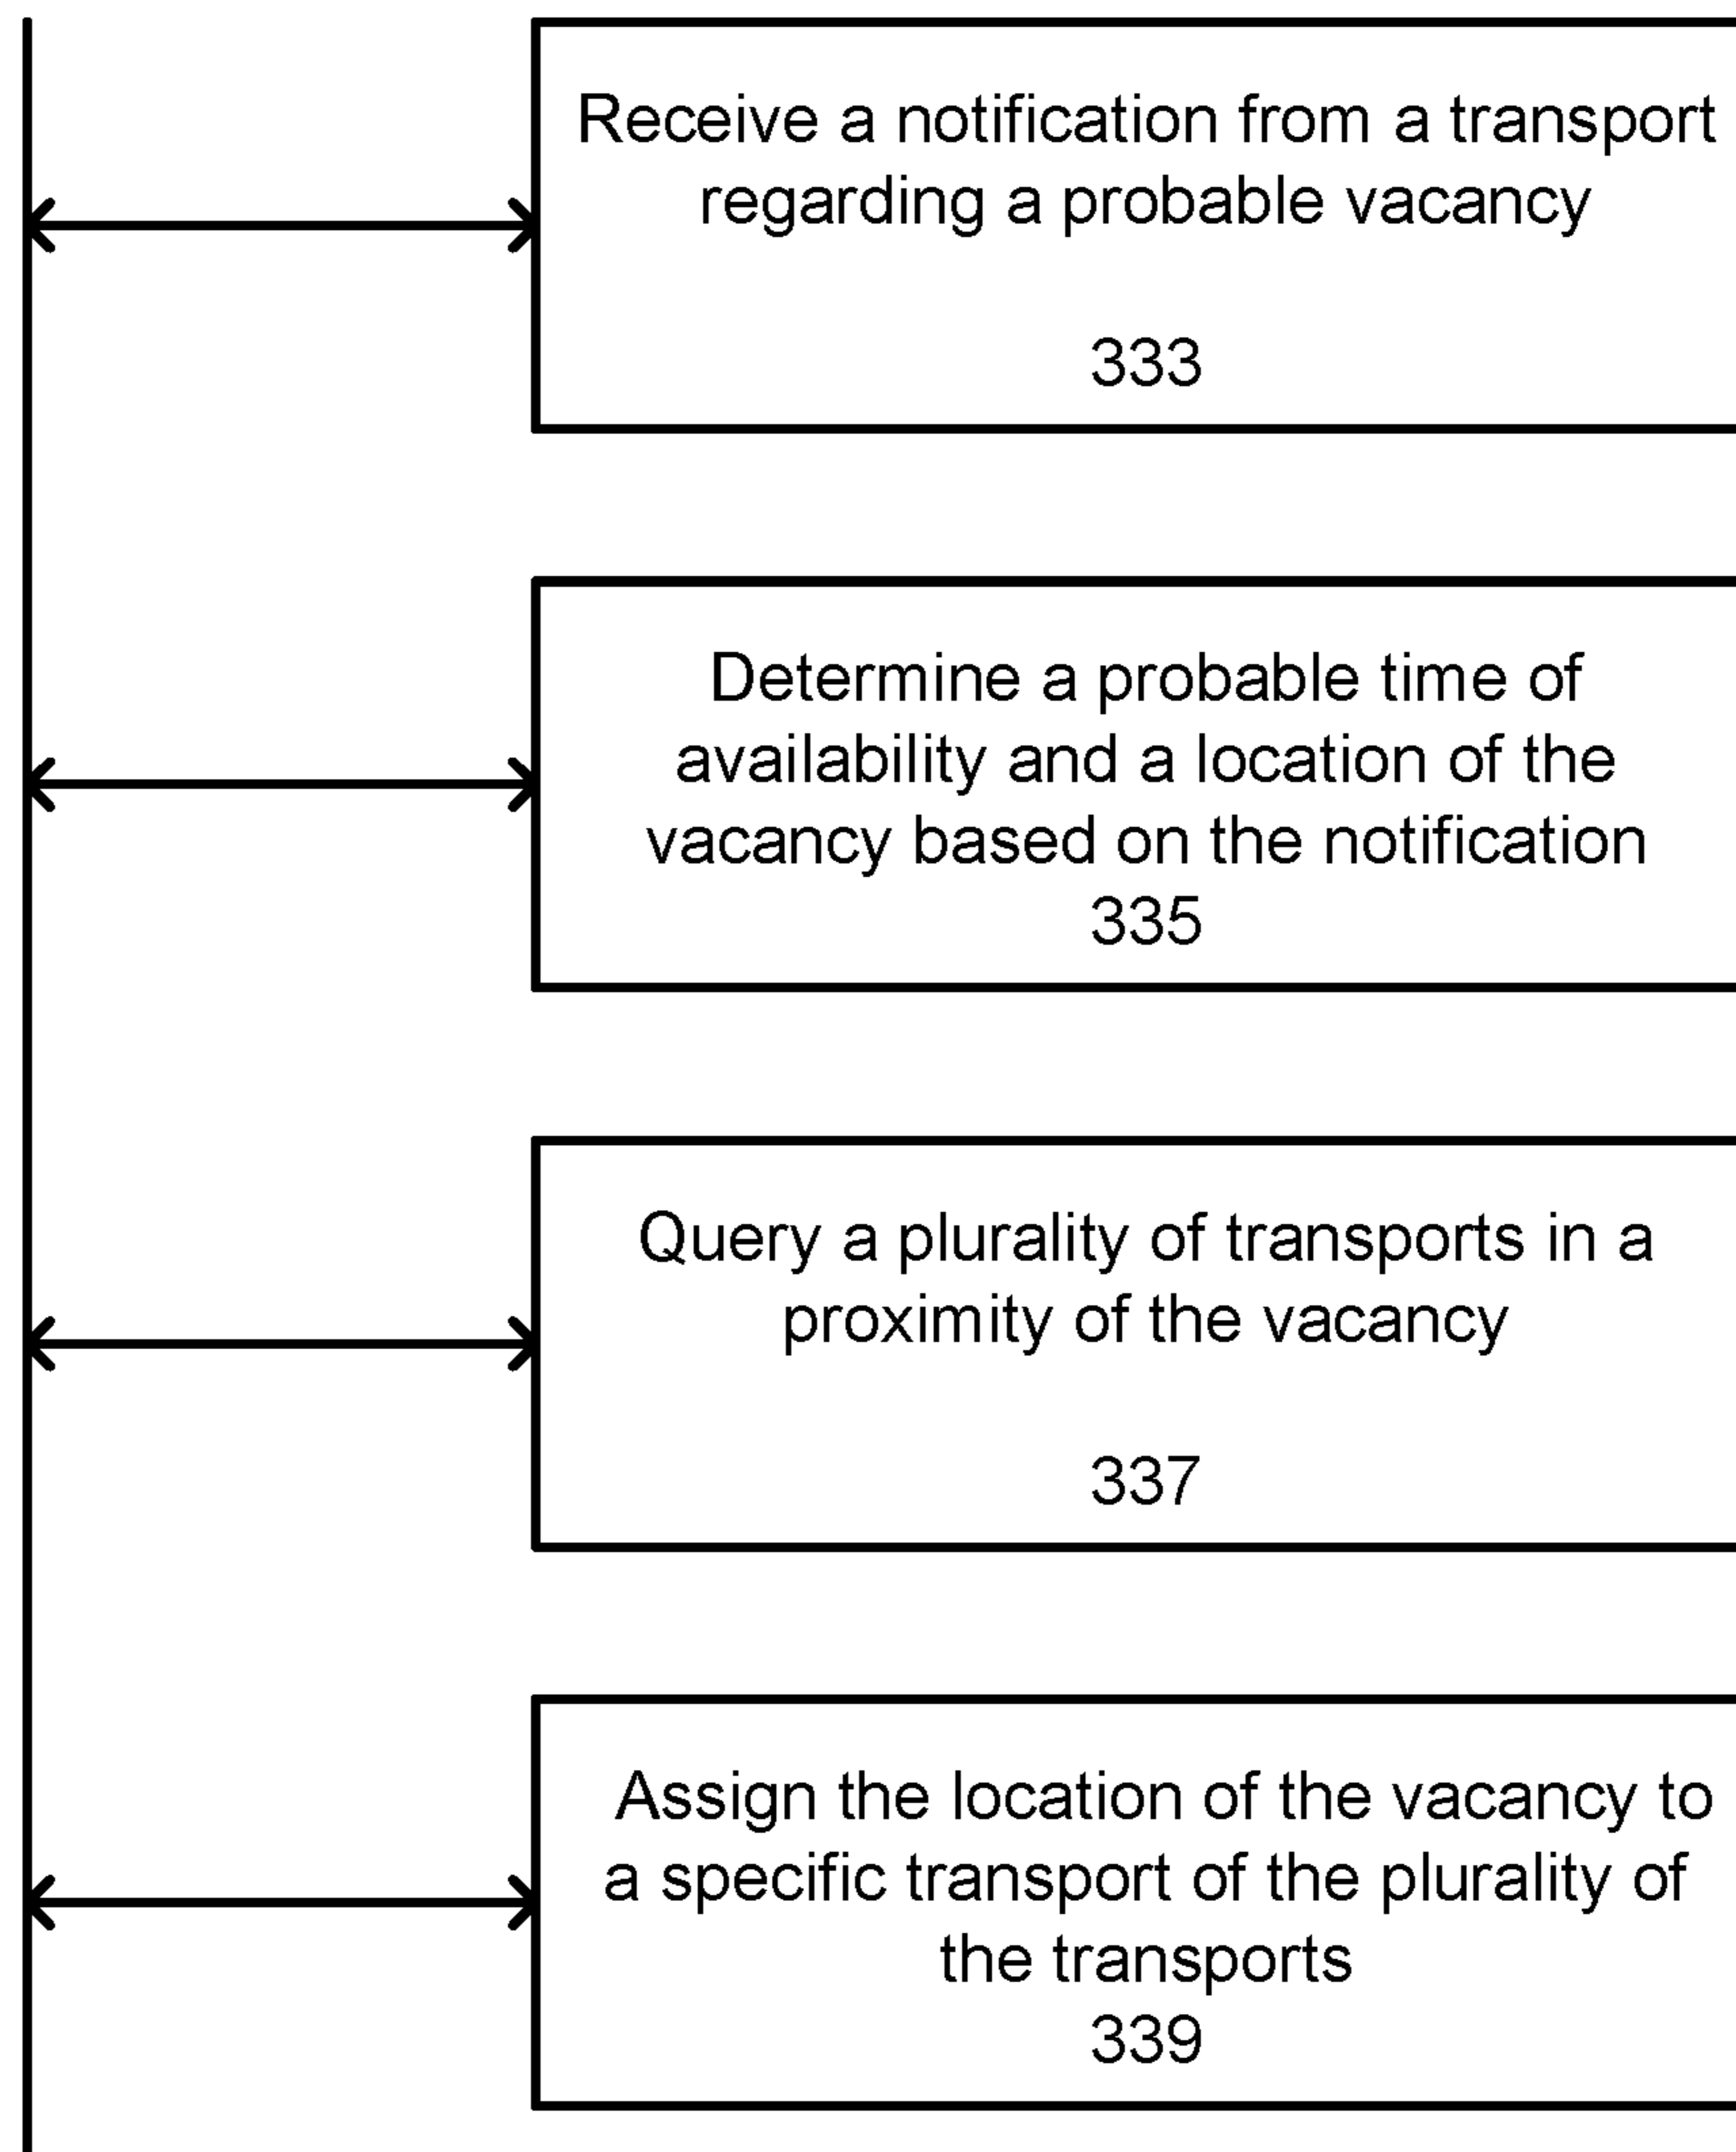 Receive a notification from a transport
regarding a probable vacancy
333
Determine a probable time of
availability and a location of the
vacancy based on the notification
335
Query a plurality of transports in a
proximity of the vacancy
337
Assign the location of the vacancy to
a specific transport of the plurality of
the transports
339